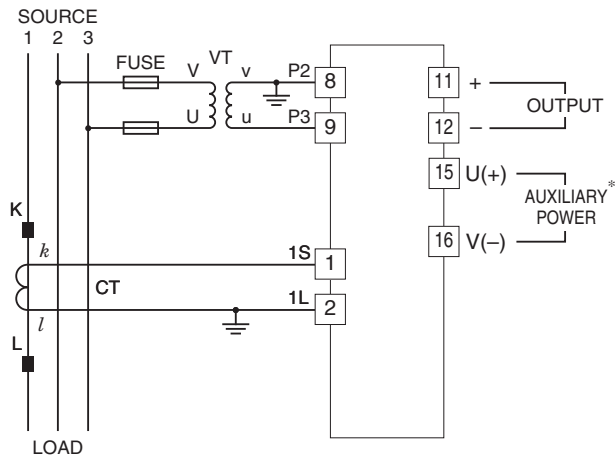 SOURCE
1 2 3
FUSE
VT
V v P2 8
U u P3 9
11 +
OUTPUT
12 −
15 U(+)
AUXILIARY*
POWER
16 V(−)
K
k 1S 1
CT
l 1L 2
L
LOAD